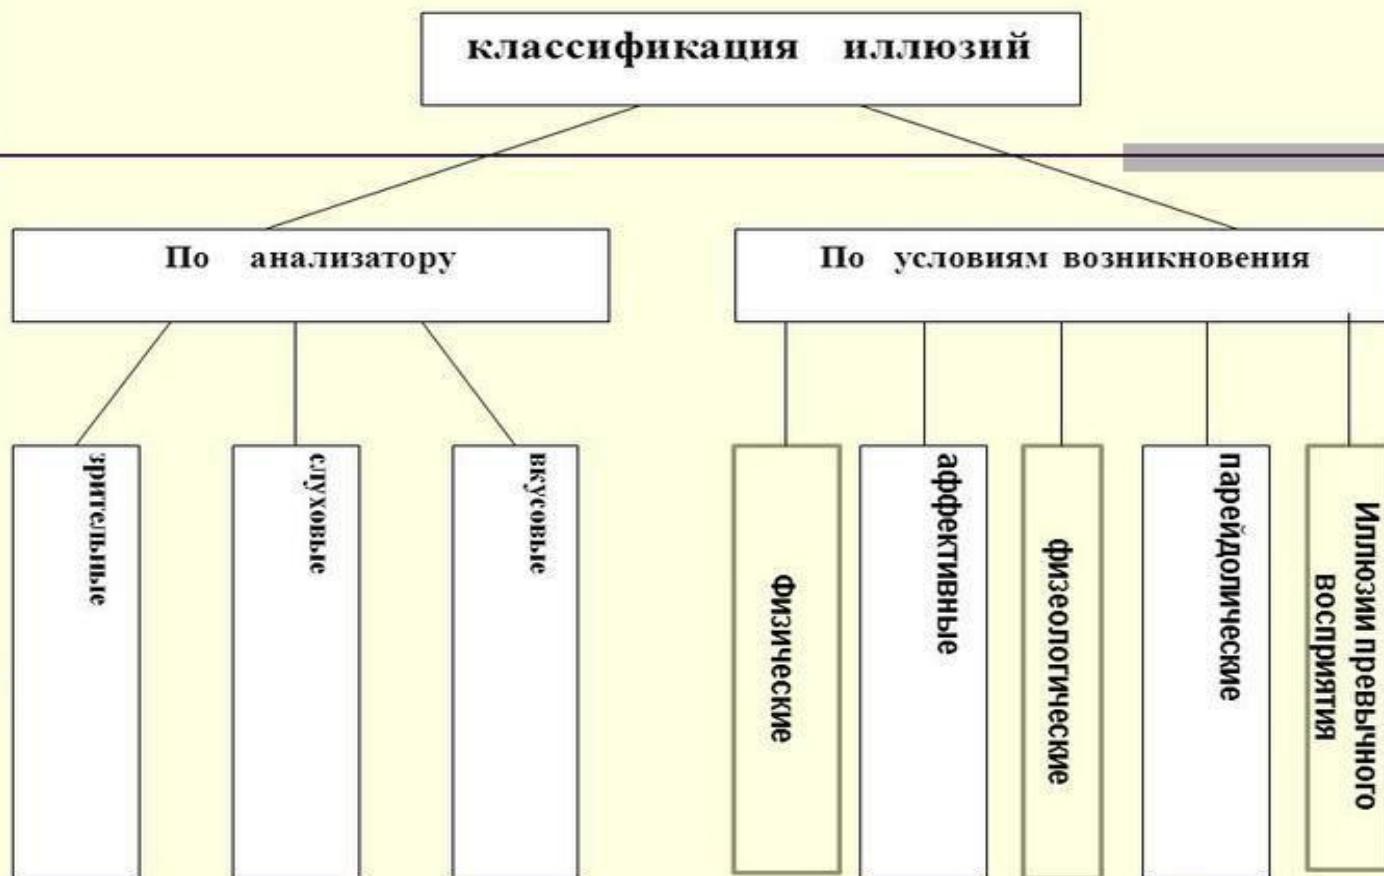 классификация иллюзий
По анализатору
По условиям возникновения
зрительные
слуховые
вкусовые
Физические
аффективные
физеологические
парейдолические
Иллюзии превычного
восприятия